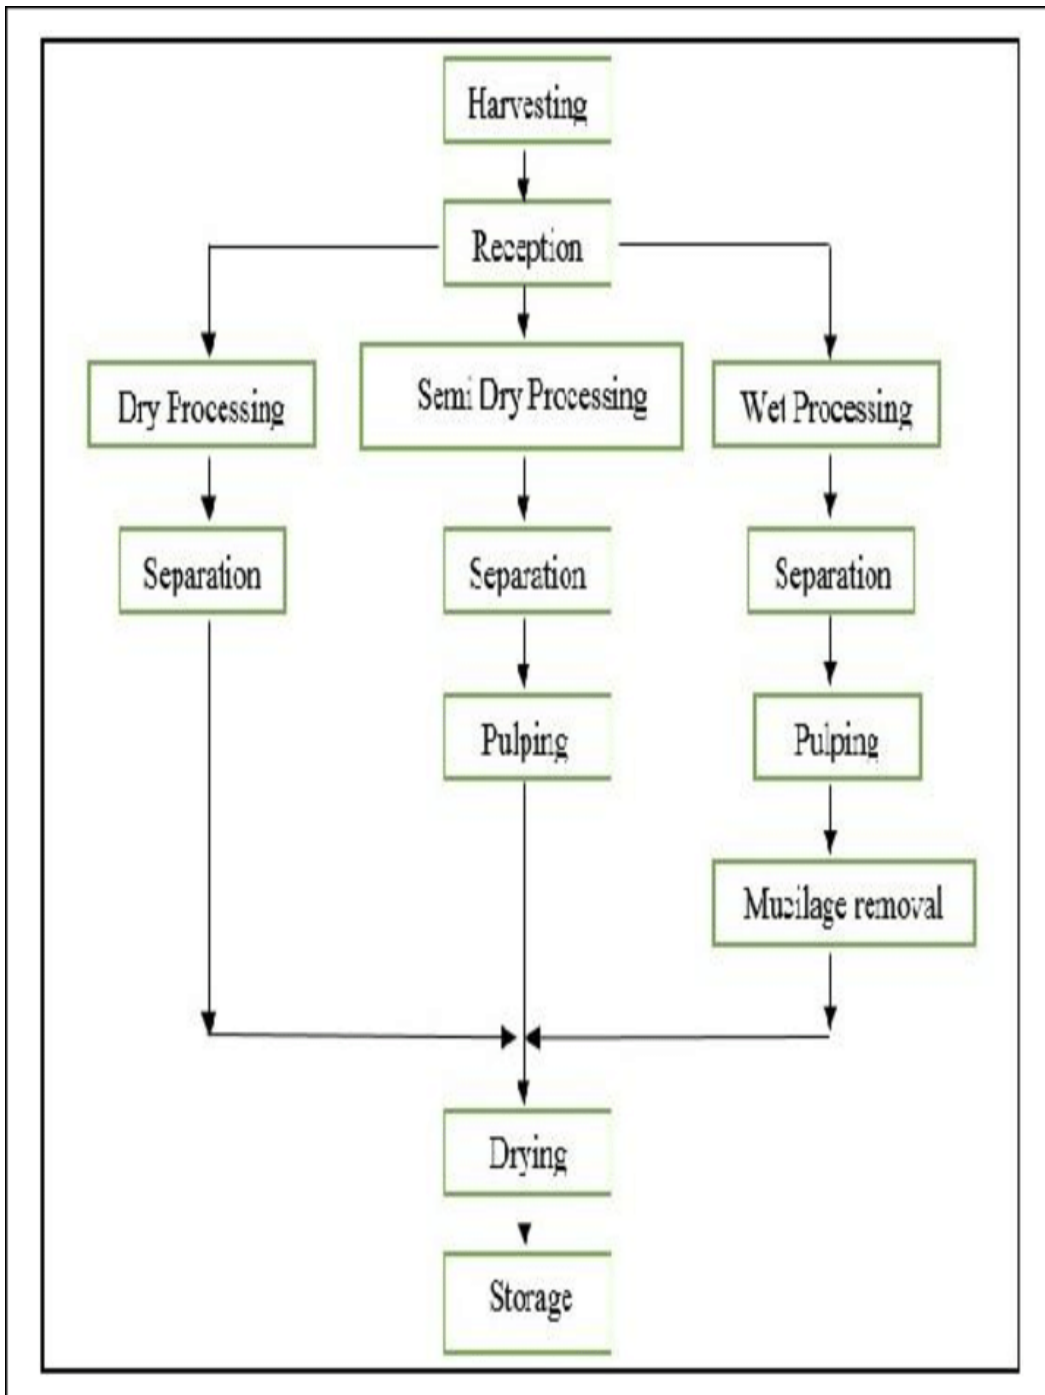 Harvesting
Reception
Dry Processing
Semi Dry Processing
Wet Processing
Separation
Separation
Separation
Pulping
Pulping
Mucilage removal
Drying
Storage